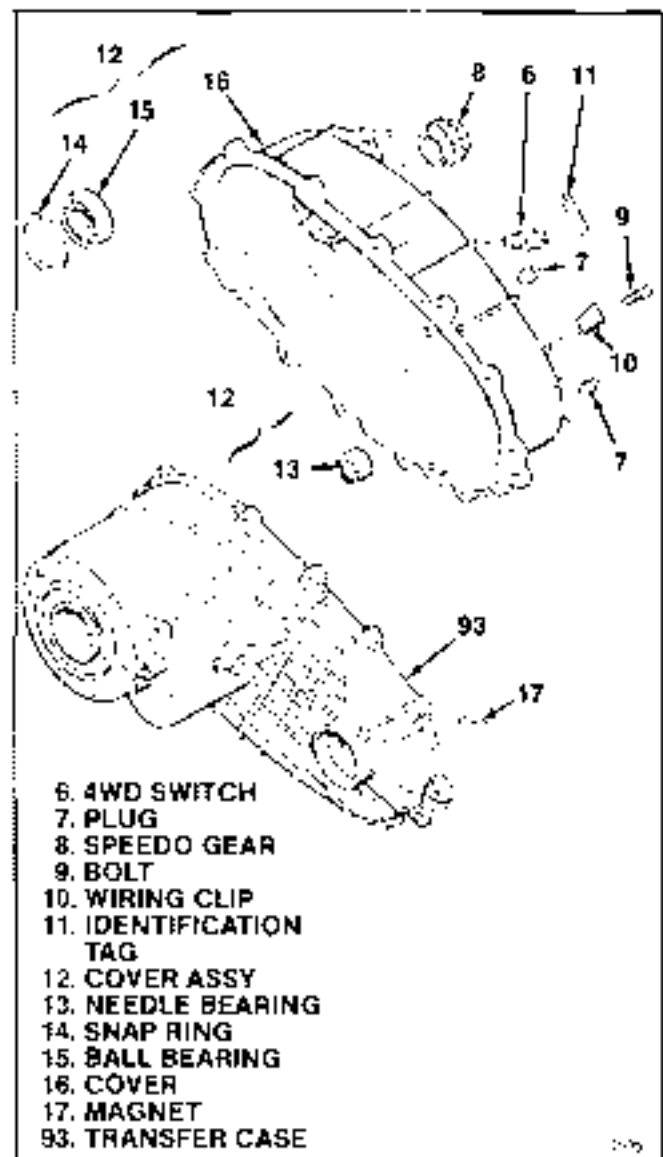 12
16
8
6
11
15
14
9
7
10
12
7
13
93
17
6. 4WD SWITCH
7. PLUG
8. SPEEDO GEAR
9. BOLT
10. WIRING CLIP
11. IDENTIFICATION
TAG
12. COVER ASSY
13. NEEDLE BEARING
14. SNAP RING
15. BALL BEARING
16. COVER
17. MAGNET
93. TRANSFER CASE